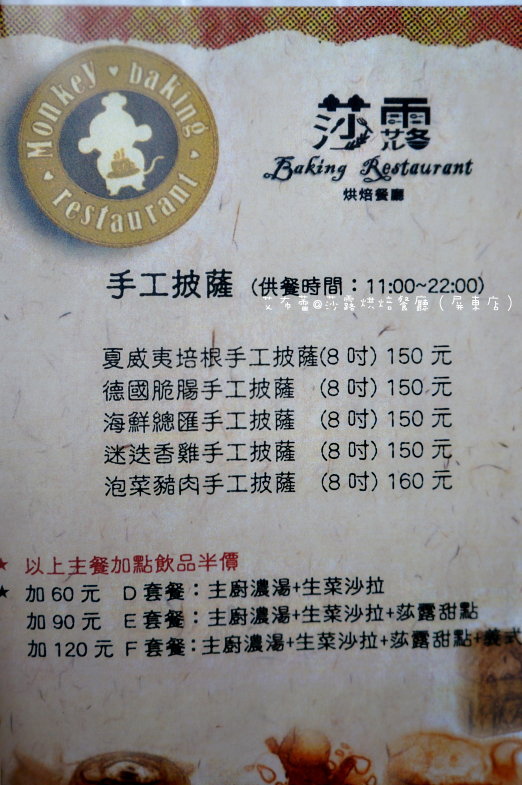 Monkey ♥ baking ♥ restaurant ♥
莎露
Baking Restaurant
烘焙餐廳
手工披薩 (供餐時間：11:00~22:00)
艾布蕾@莎露烘焙餐廳(屏東店)
夏威夷培根手工披薩(8 吋) 150 元
德國脆腸手工披薩 (8 吋) 150 元
海鮮總匯手工披薩 (8 吋) 150 元
迷迭香雞手工披薩 (8 吋) 150 元
泡菜豬肉手工披薩 (8 吋) 160 元
★ 以上主餐加點飲品半價
★ 加 60 元 D 套餐：主廚濃湯+生菜沙拉
加 90 元 E 套餐：主廚濃湯+生菜沙拉+莎露甜點
加 120 元 F 套餐：主廚濃湯+生菜沙拉+莎露甜點+義式